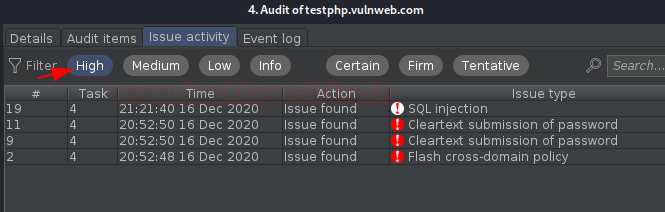 4. Audit of testphp.vulnweb.com
Details Audit items Issue activity Event log
Filter High Medium Low Info Certain Firm Tentative Search...
# Task Time Action Issue type
19 4 21:21:40 16 Dec 2020 Issue found SQL injection
11 4 20:52:50 16 Dec 2020 Issue found Cleartext submission of password
9 4 20:52:50 16 Dec 2020 Issue found Cleartext submission of password
2 4 20:52:48 16 Dec 2020 Issue found Flash cross-domain policy